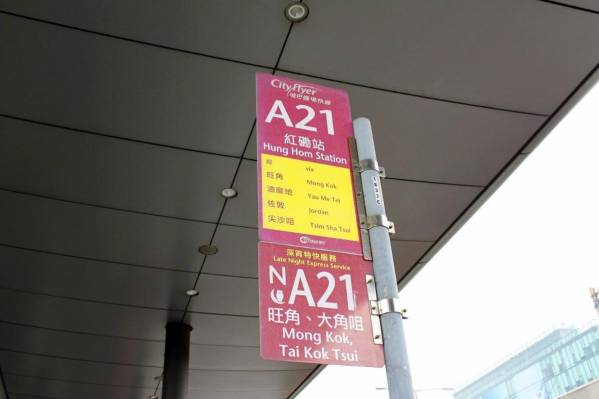 Cityflyer
城巴機場快線
A21
紅磡站
Hung Hom Station
經 via
旺角 Mong Kok
油麻地 Yau Ma Tei
佐敦 Jordan
尖沙咀 Tsim Sha Tsui
深宵特快服務
Late Night Express Service
NA21
旺角、大角咀
Mong Kok,
Tai Kok Tsui